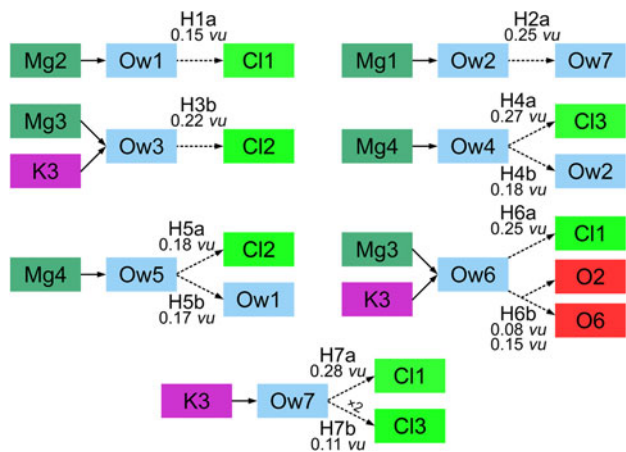 H1a
0.15 vu
Mg2 Ow1 Cl1
H2a
0.25 vu
Mg1 Ow2 Ow7
Mg3
H3b
0.22 vu
Ow3 Cl2
K3
H4a
0.27 vu
Cl3
Mg4 Ow4
H4b
0.18 vu
Ow2
H5a
0.18 vu
Cl2
Mg4 Ow5
H5b
0.17 vu
Ow1
H6a
0.25 vu
Cl1
Mg3
Ow6
O2
K3
H6b
0.08 vu
0.15 vu
O6
H7a
0.28 vu
Cl1
K3 Ow7
×2
H7b
0.11 vu
Cl3